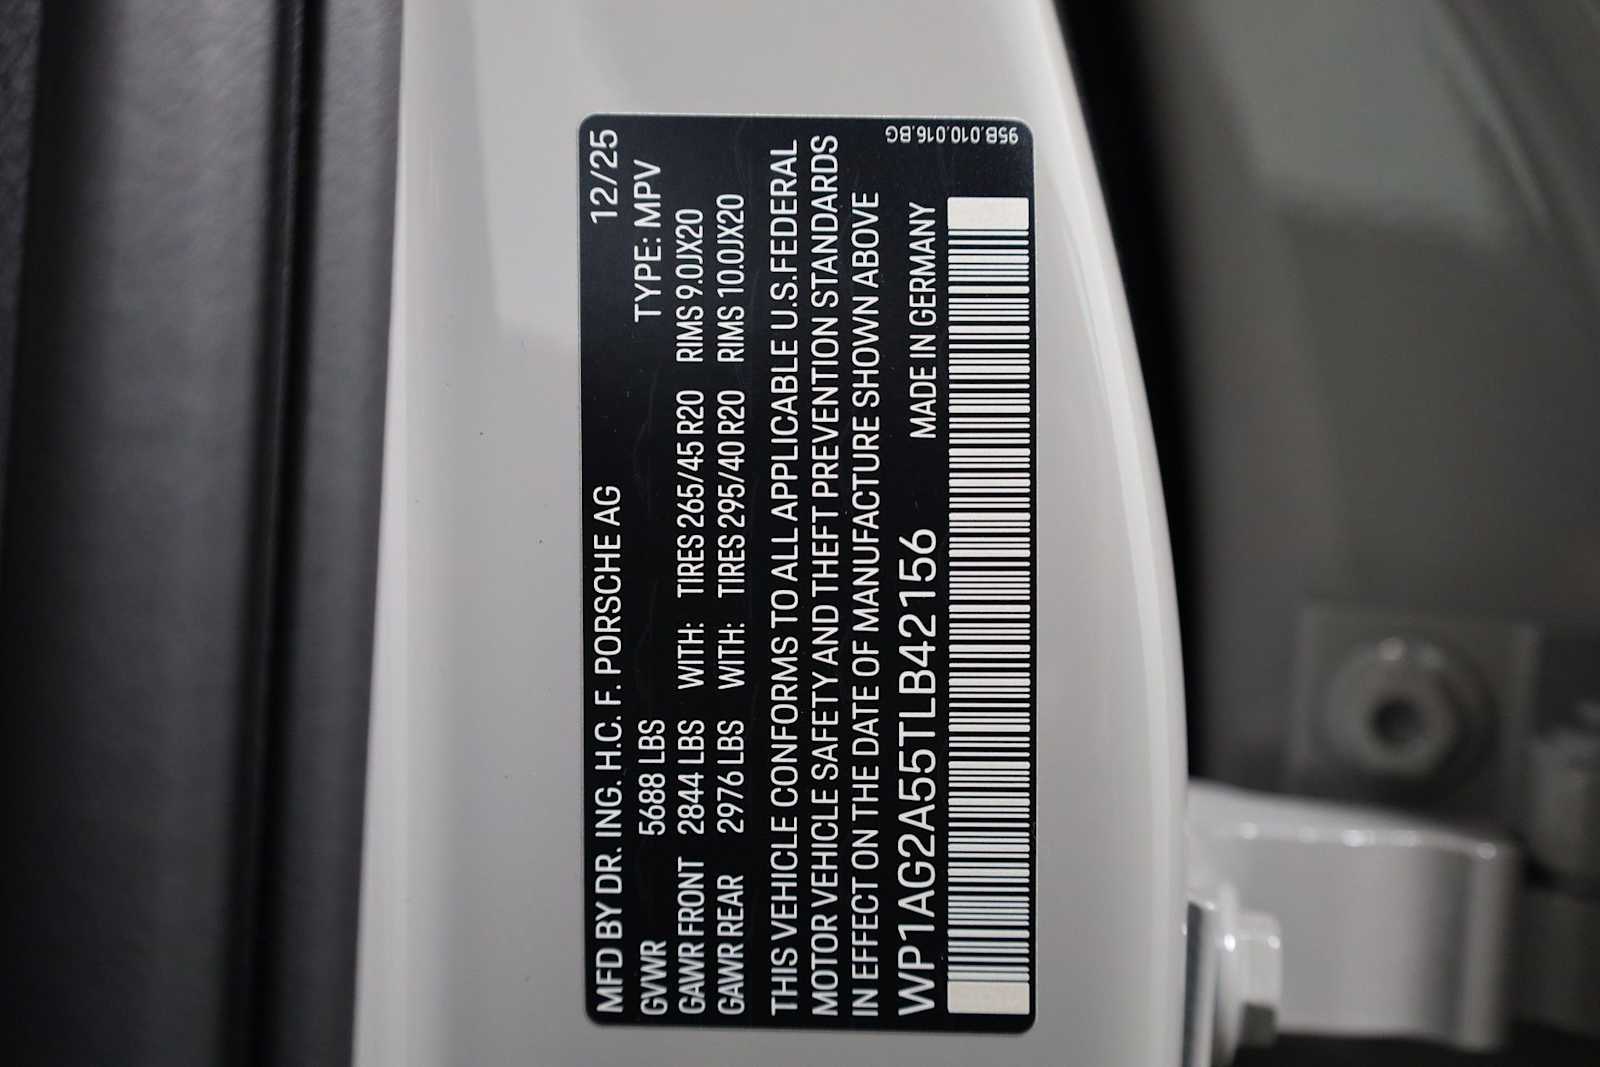 MFD BY DR. ING. H.C. F. PORSCHE AG 12/25
GVWR 5688 LBS TYPE: MPV
GAWR FRONT 2844 LBS WITH: TIRES 265/45 R20 RIMS 9.0JX20
GAWR REAR 2976 LBS WITH: TIRES 295/40 R20 RIMS 10.0JX20
THIS VEHICLE CONFORMS TO ALL APPLICABLE U.S.FEDERAL
MOTOR VEHICLE SAFETY AND THEFT PREVENTION STANDARDS
IN EFFECT ON THE DATE OF MANUFACTURE SHOWN ABOVE
WP1AG2A55TLB42156 MADE IN GERMANY
95B.010.016.BG